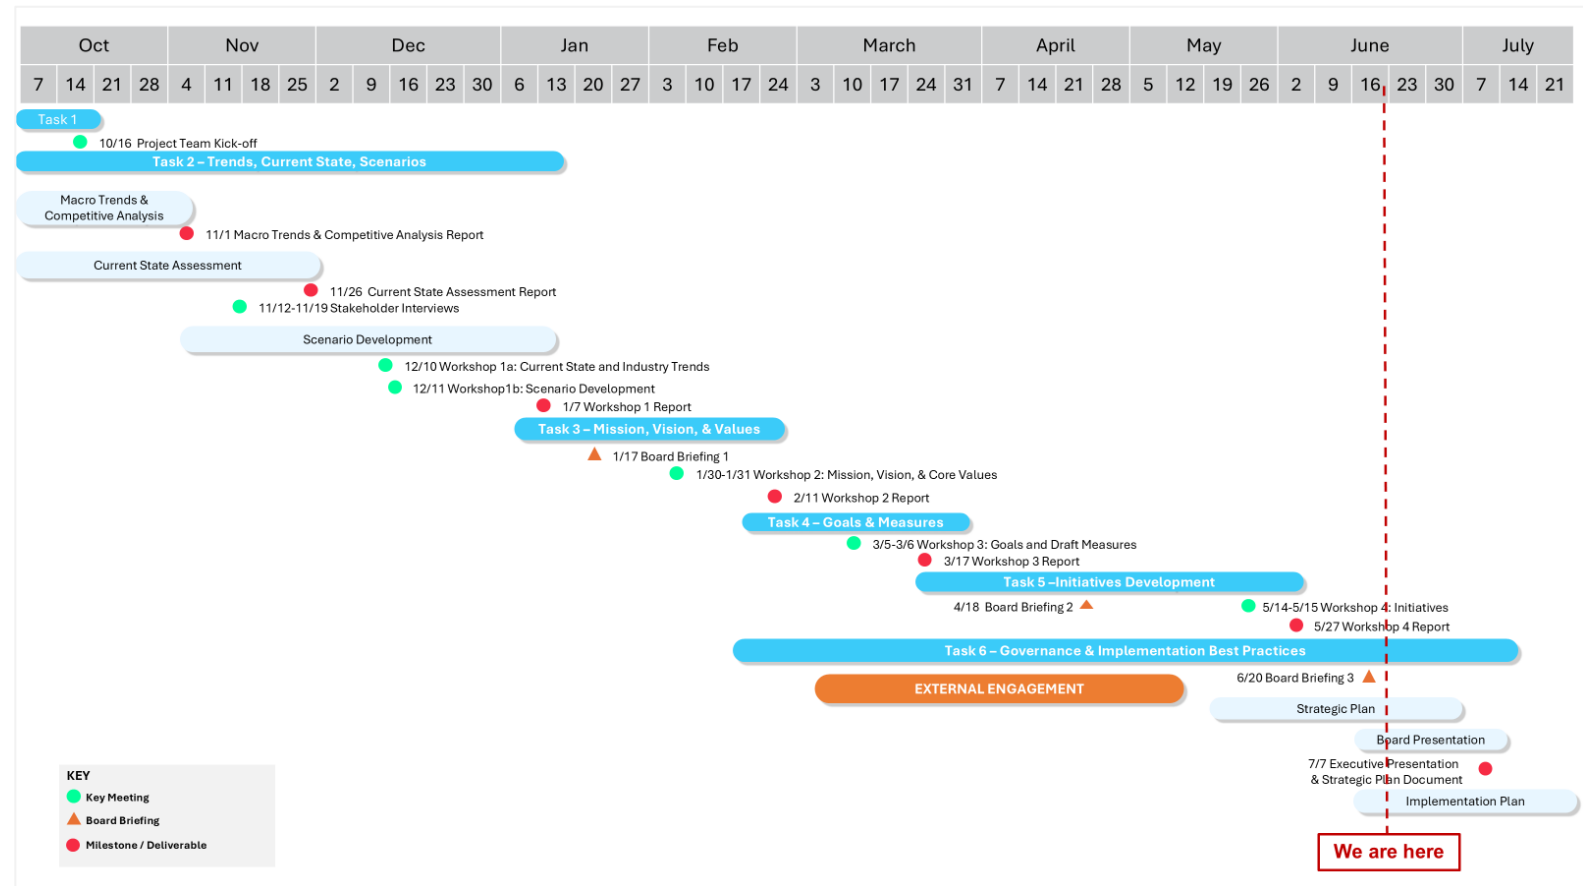 Oct Nov Dec Jan Feb March April May June July
7 14 21 28 4 11 18 25 2 9 16 23 30 6 13 20 27 3 10 17 24 3 10 17 24 31 7 14 21 28 5 12 19 26 2 9 16 23 30 7 14 21
Task 1
10/16 Project Team Kick-off
Task 2 – Trends, Current State, Scenarios
Macro Trends &
Competitive Analysis
11/1 Macro Trends & Competitive Analysis Report
Current State Assessment
11/26 Current State Assessment Report
11/12-11/19 Stakeholder Interviews
Scenario Development
12/10 Workshop 1a: Current State and Industry Trends
12/11 Workshop1b: Scenario Development
1/7 Workshop 1 Report
Task 3 – Mission, Vision, & Values
1/17 Board Briefing 1
1/30-1/31 Workshop 2: Mission, Vision, & Core Values
2/11 Workshop 2 Report
Task 4 – Goals & Measures
3/5-3/6 Workshop 3: Goals and Draft Measures
3/17 Workshop 3 Report
Task 5 –Initiatives Development
4/18 Board Briefing 2
5/14-5/15 Workshop 4: Initiatives
5/27 Workshop 4 Report
Task 6 – Governance & Implementation Best Practices
6/20 Board Briefing 3
EXTERNAL ENGAGEMENT
Strategic Plan
Board Presentation
7/7 Executive Presentation
& Strategic Plan Document
Implementation Plan
KEY
Key Meeting
Board Briefing
Milestone / Deliverable
We are here